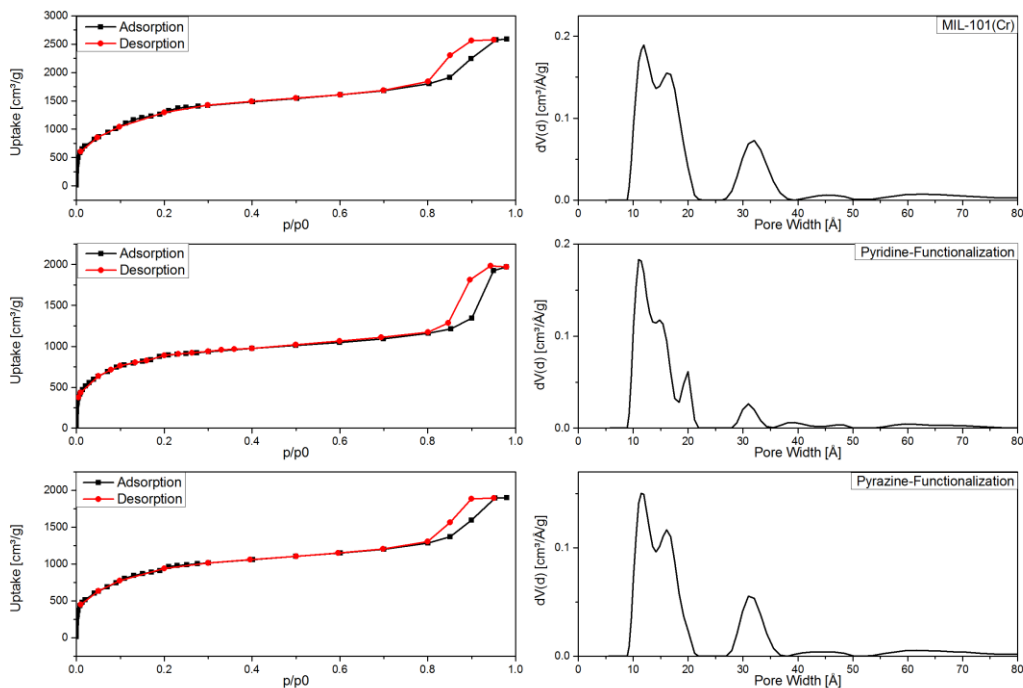 3000
2500
2000
1500
1000
500
0
Uptake [cm³/g]
Adsorption
Desorption
0.0 0.2 0.4 0.6 0.8 1.0
p/p0
MIL-101(Cr)
0.2
0.1
0.0
dV(d) [cm³/Å/g]
0 10 20 30 40 50 60 70 80
Pore Width [Å]
2000
1500
1000
500
0
Uptake [cm³/g]
Adsorption
Desorption
0.0 0.2 0.4 0.6 0.8 1.0
p/p0
Pyridine-Functionalization
0.2
0.1
0.0
dV(d) [cm³/Å/g]
0 10 20 30 40 50 60 70 80
Pore Width [Å]
2000
1500
1000
500
0
Uptake [cm³/g]
Adsorption
Desorption
0.0 0.2 0.4 0.6 0.8 1.0
p/p0
Pyrazine-Functionalization
0.1
0.0
dV(d) [cm³/Å/g]
0 10 20 30 40 50 60 70 80
Pore Width [Å]